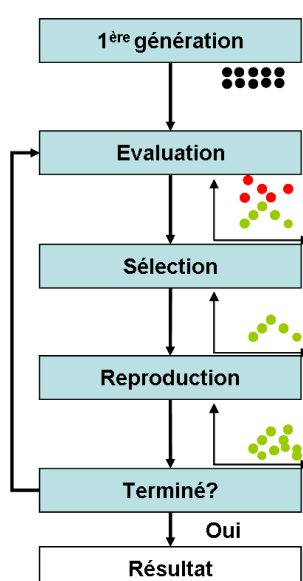 1ère génération
Evaluation
Sélection
Reproduction
Terminé?
Oui
Résultat